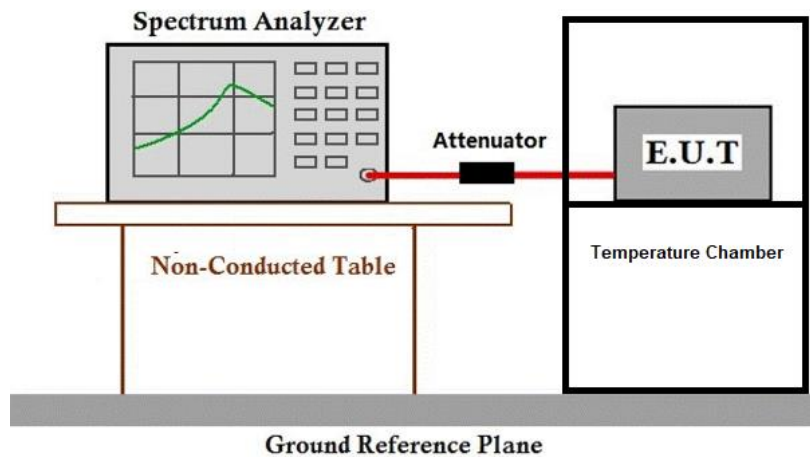 Spectrum Analyzer
Attenuator
E.U.T
Non-Conducted Table
Temperature Chamber
Ground Reference Plane